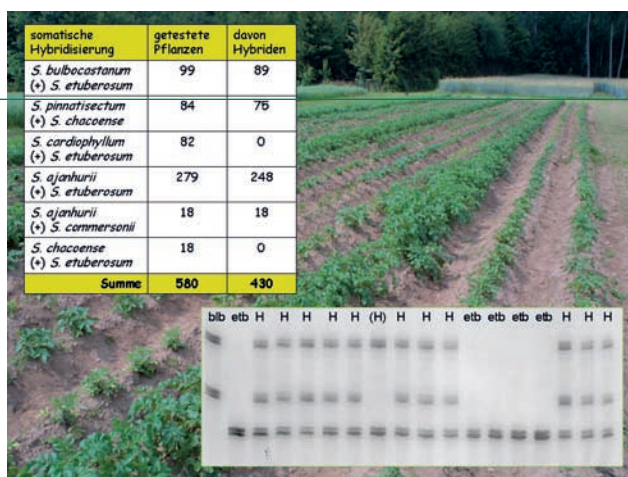 somatische Hybridisierung getestete Pflanzen davon Hybriden
S. bulbocastanum (+) S. etuberosum 99 89
S. pinnatisectum (+) S. chacoense 84 75
S. cardiophyllum (+) S. etuberosum 82 0
S. ajanhurii (+) S. etuberosum 279 248
S. ajanhurii (+) S. commersonii 18 18
S. chacoense (+) S. etuberosum 18 0
Summe 580 430
blb etb H H H H H (H) H H H etb etb etb etb H H H